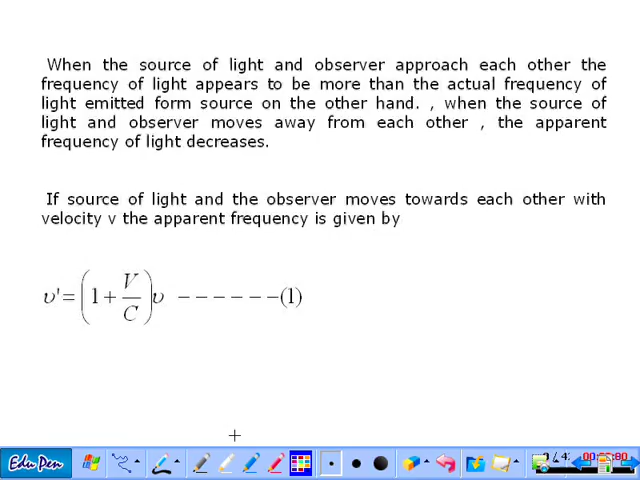 When the source of light and observer approach each other the
frequency of light appears to be more than the actual frequency of
light emitted form source on the other hand. , when the source of
light and observer moves away from each other , the apparent
frequency of light decreases.
If source of light and the observer moves towards each other with
velocity v the apparent frequency is given by
υ'= (1 + V/C) υ ------(1)
Edu Pen